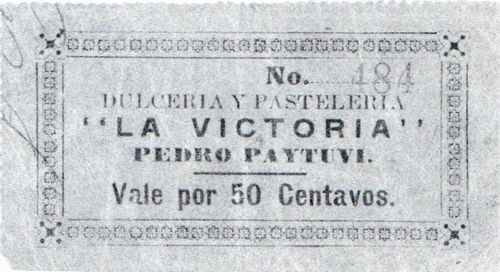 No. 484
DULCERIA Y PASTELERIA
"LA VICTORIA"
PEDRO PAYTUVI.
Vale por 50 Centavos.